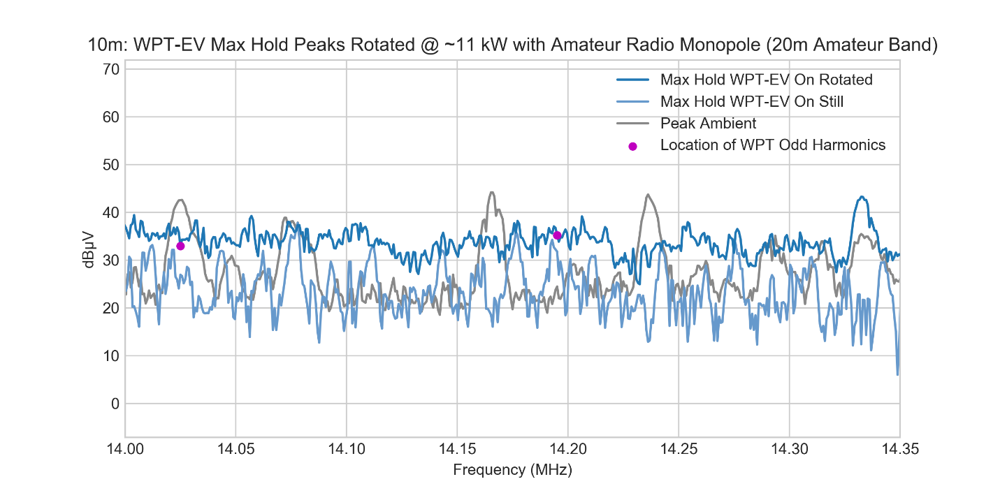 10m: WPT-EV Max Hold Peaks Rotated @ ~11 kW with Amateur Radio Monopole (20m Amateur Band)
70
60
50
40
30
20
10
0
dBµV
Max Hold WPT-EV On Rotated
Max Hold WPT-EV On Still
Peak Ambient
Location of WPT Odd Harmonics
14.00 14.05 14.10 14.15 14.20 14.25 14.30 14.35
Frequency (MHz)